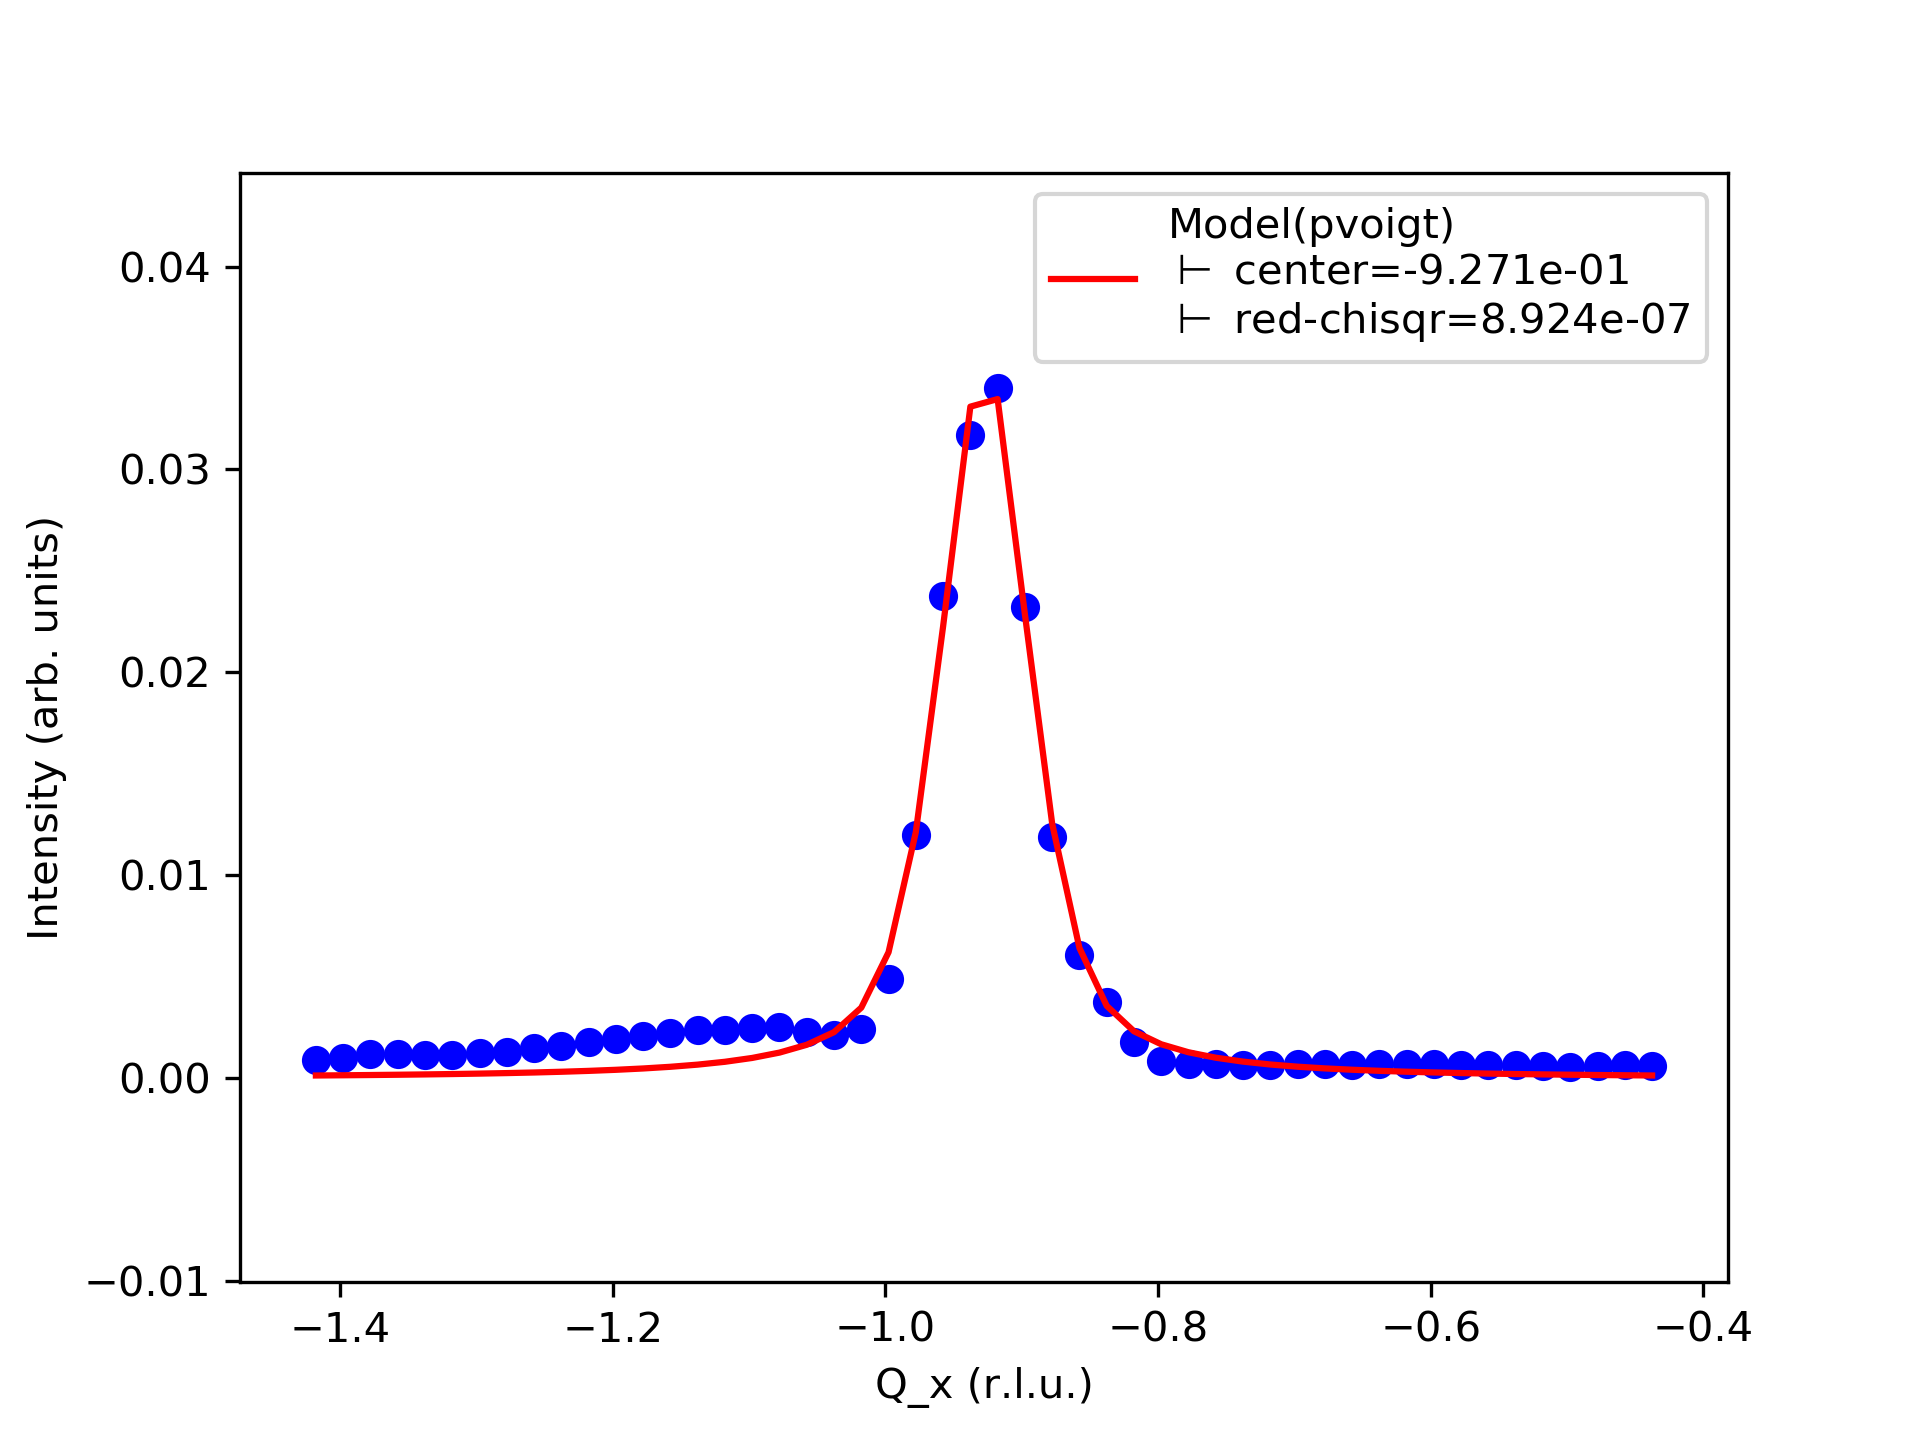 Model(pvoigt)
⊢ center=-9.271e-01
⊢ red-chisqr=8.924e-07
0.04
0.03
0.02
0.01
0.00
−0.01
Intensity (arb. units)
−1.4 −1.2 −1.0 −0.8 −0.6 −0.4
Q_x (r.l.u.)